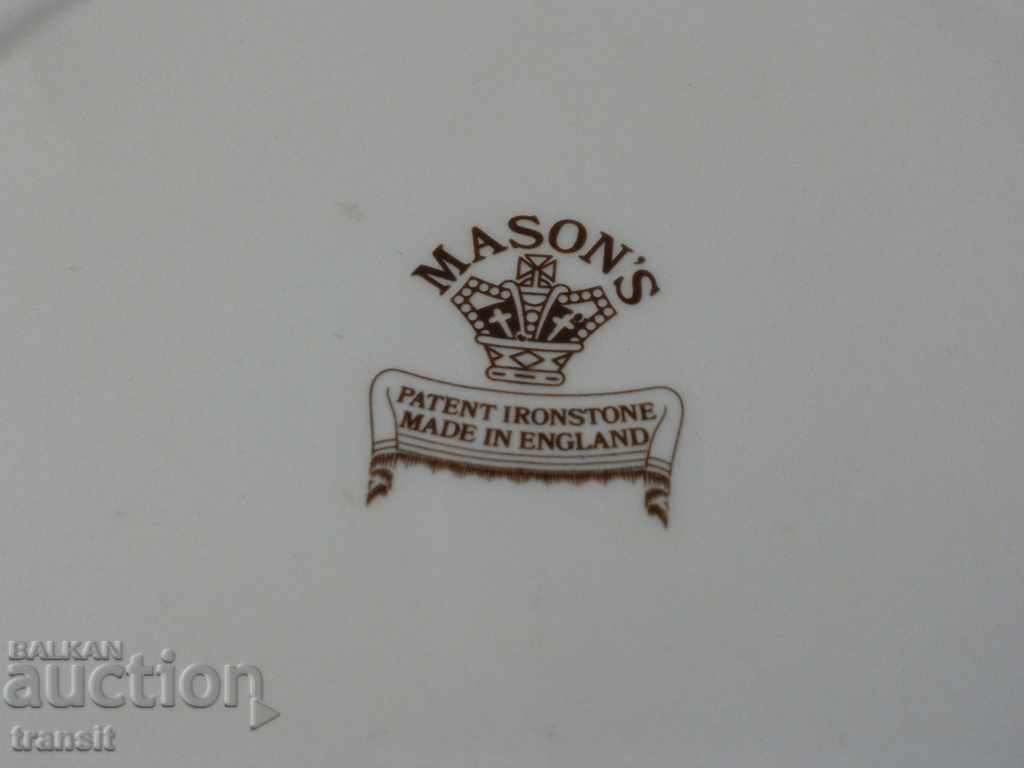 MASON'S
PATENT IRONSTONE
MADE IN ENGLAND
BALKAN
auction
transit